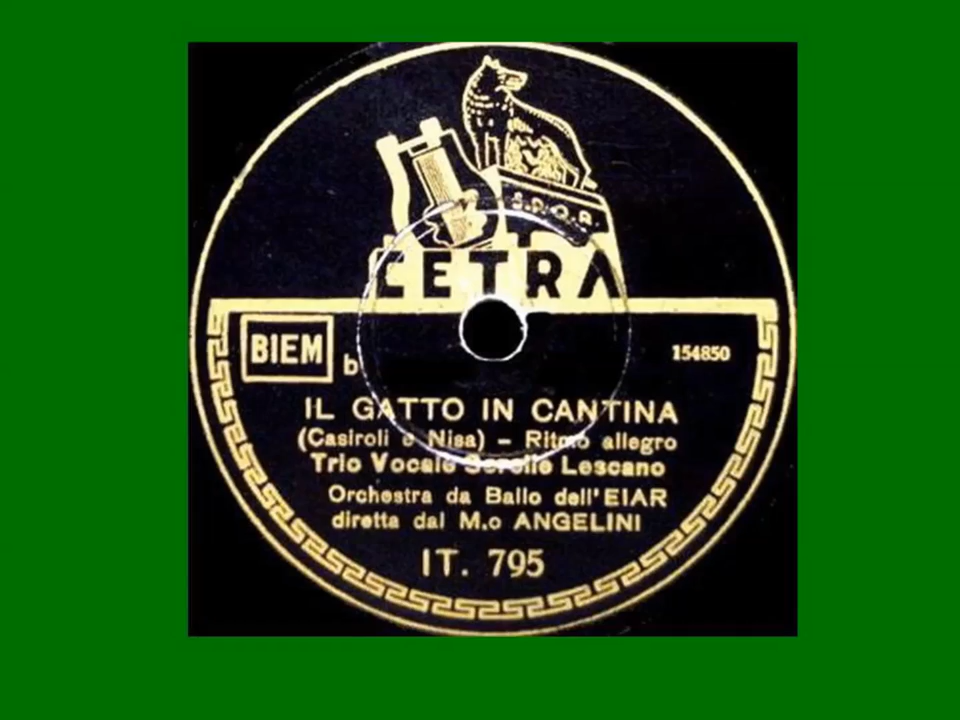 S.P.Q.R.
CETRA
BIEM b 154850
IL GATTO IN CANTINA
(Casiroli e Nisa) - Ritmo allegro
Trio Vocale Sorelle Lescano
Orchestra da Ballo dell'EIAR
diretta dal M.o ANGELINI
IT. 795